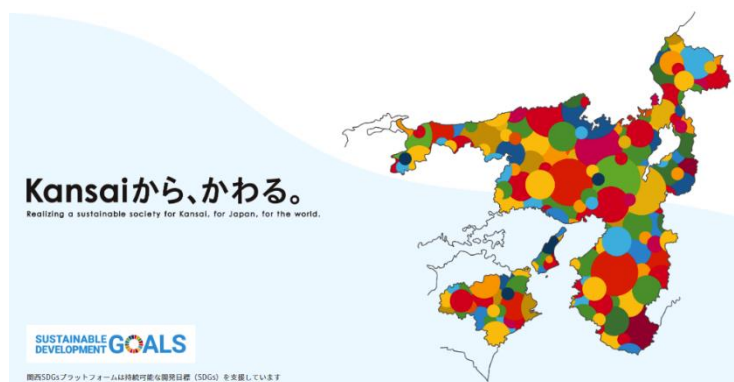 Kansaiから、かわる。
Realizing a sustainable society for Kansai, for Japan, for the world.
SUSTAINABLE
DEVELOPMENT GOALS
関西SDGsプラットフォームは持続可能な開発目標（SDGs）を支援しています